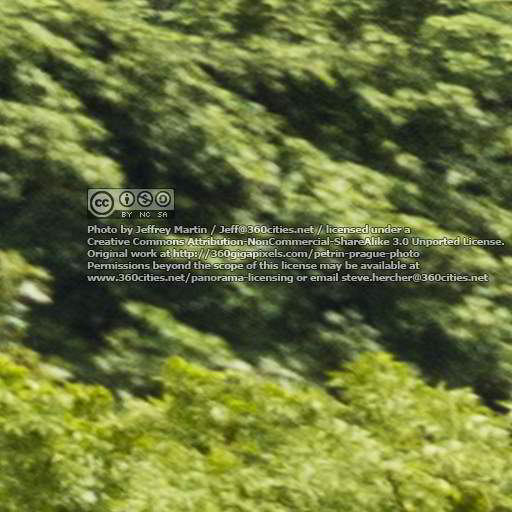 cc
BY NC SA
Photo by Jeffrey Martin / Jeff@360cities.net / licensed under a
Creative Commons Attribution-NonCommercial-ShareAlike 3.0 Unported License.
Original work at http://360gigapixels.com/petrin-prague-photo
Permissions beyond the scope of this license may be available at
www.360cities.net/panorama-licensing or email steve.hercher@360cities.net